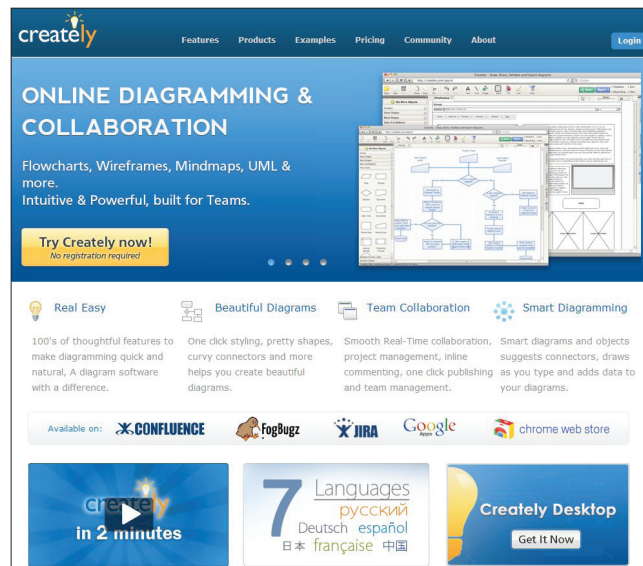 creately
Features Products Examples Pricing Community About Login
ONLINE DIAGRAMMING &
COLLABORATION
Flowcharts, Wireframes, Mindmaps, UML &
more.
Intuitive & Powerful, built for Teams.
Try Creately now!
No registration required
Real Easy
100's of thoughtful features to
make diagramming quick and
natural, A diagram software
with a difference.
Beautiful Diagrams
One click styling, pretty shapes,
curvy connectors and more
helps you create beautiful
diagrams.
Team Collaboration
Smooth Real-Time collaboration,
project management, inline
commenting, one click publishing
and team management.
Smart Diagramming
Smart diagrams and objects
suggests connectors, draws
as you type and adds data to
your diagrams.
Available on: CONFLUENCE FogBugz JIRA Google Apps chrome web store
creately
in 2 minutes
7 Languages
русский
Deutsch español
日本 française 中国
Creately Desktop
Get It Now